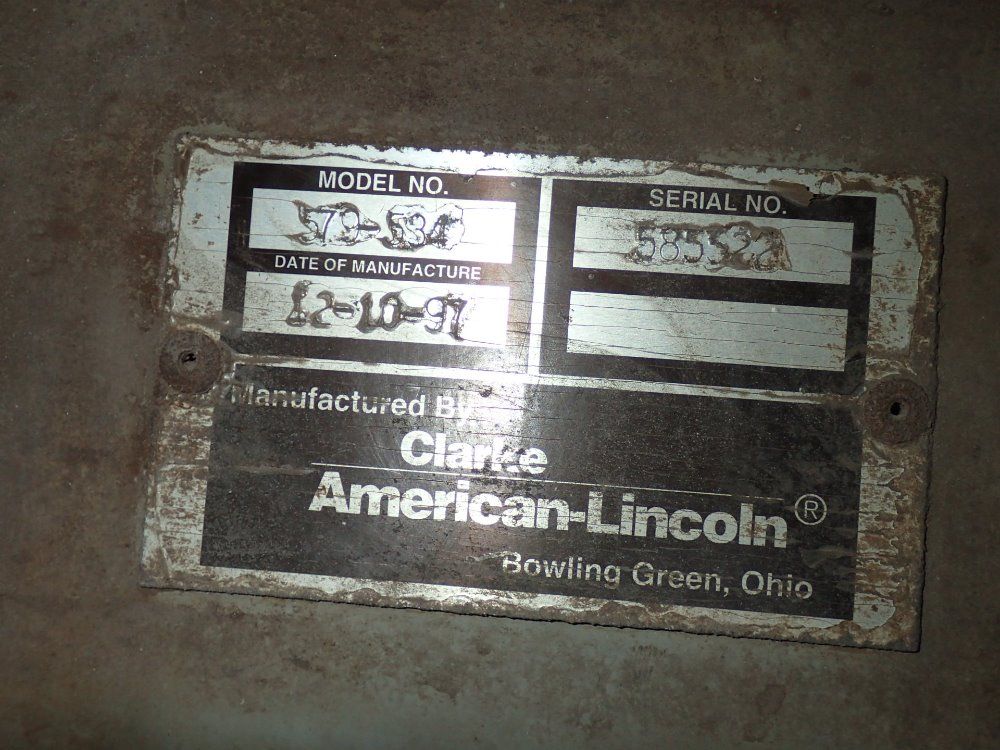 MODEL NO.
579-534
DATE OF MANUFACTURE
12-10-97
SERIAL NO.
585522
Manufactured By
Clarke
American-Lincoln®
Bowling Green, Ohio